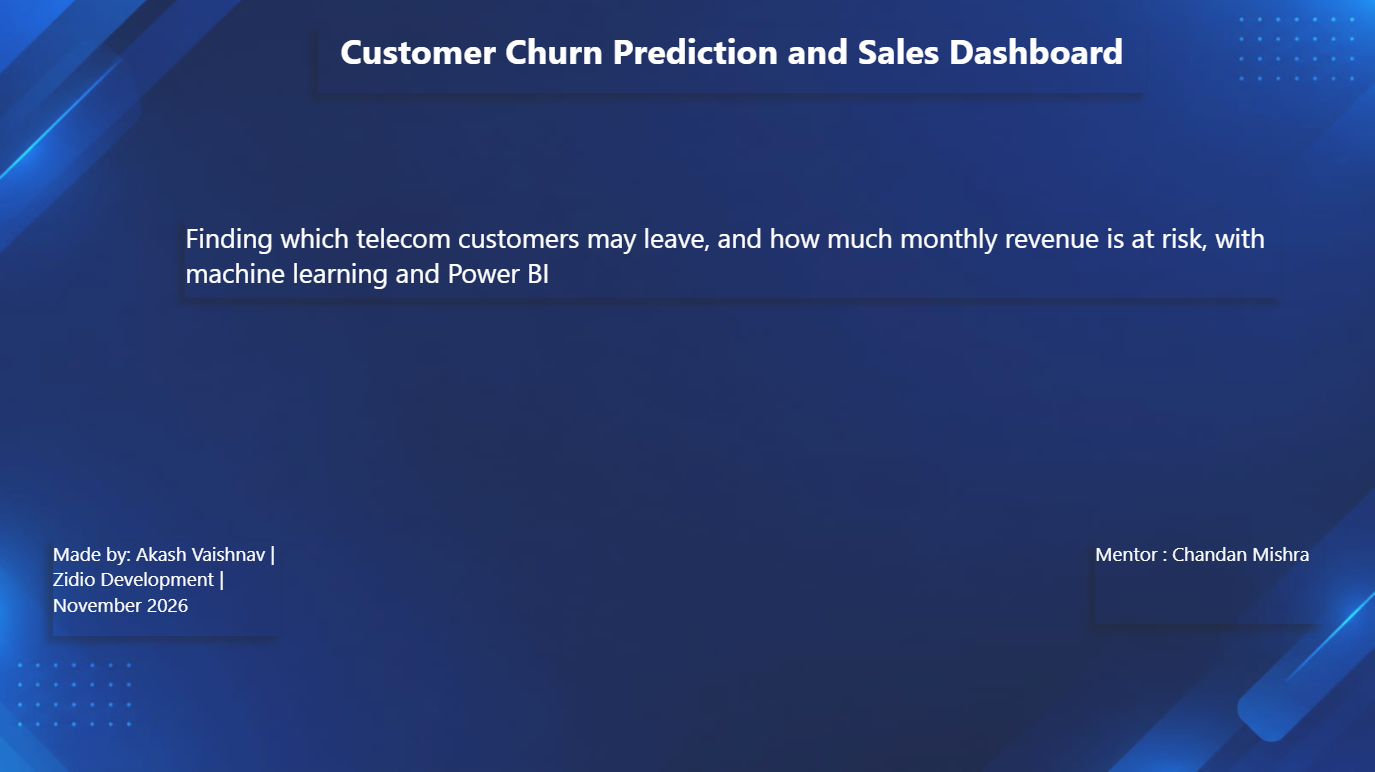 Customer Churn Prediction and Sales Dashboard
Finding which telecom customers may leave, and how much monthly revenue is at risk, with
machine learning and Power BI
Made by: Akash Vaishnav |
Zidio Development |
November 2026
Mentor : Chandan Mishra